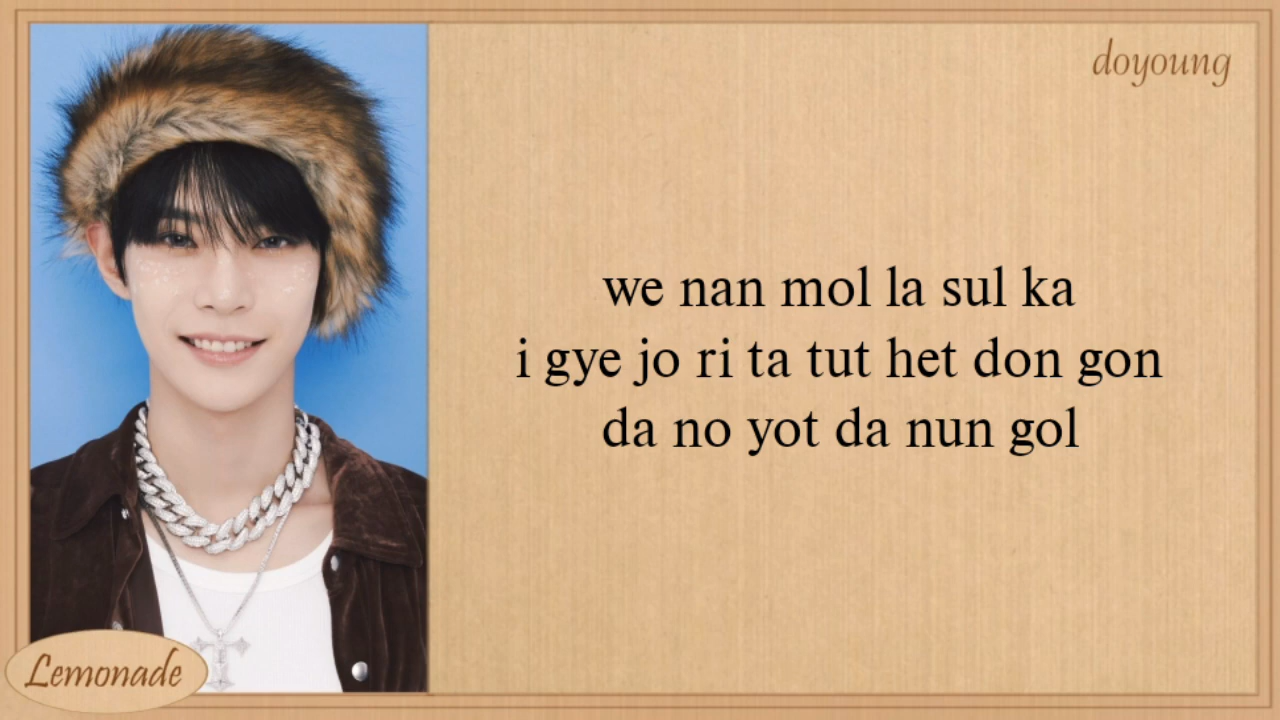 doyoung
we nan mol la sul ka
i gye jo ri ta tut het don gon
da no yot da nun gol
Lemonade